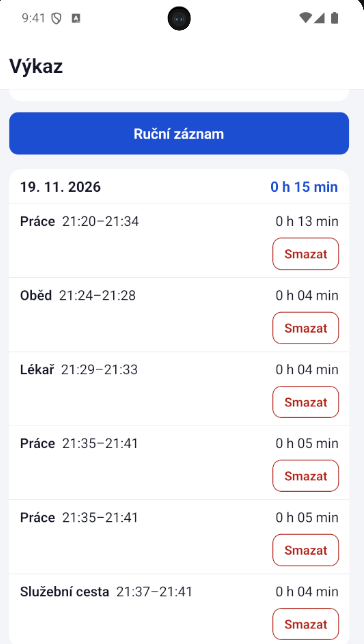 9:41
Výkaz
Ruční záznam
19. 11. 2026 0 h 15 min
Práce 21:20–21:34 0 h 13 min
Smazat
Oběd 21:24–21:28 0 h 04 min
Smazat
Lékař 21:29–21:33 0 h 04 min
Smazat
Práce 21:35–21:41 0 h 05 min
Smazat
Práce 21:35–21:41 0 h 05 min
Smazat
Služební cesta 21:37–21:41 0 h 04 min
Smazat